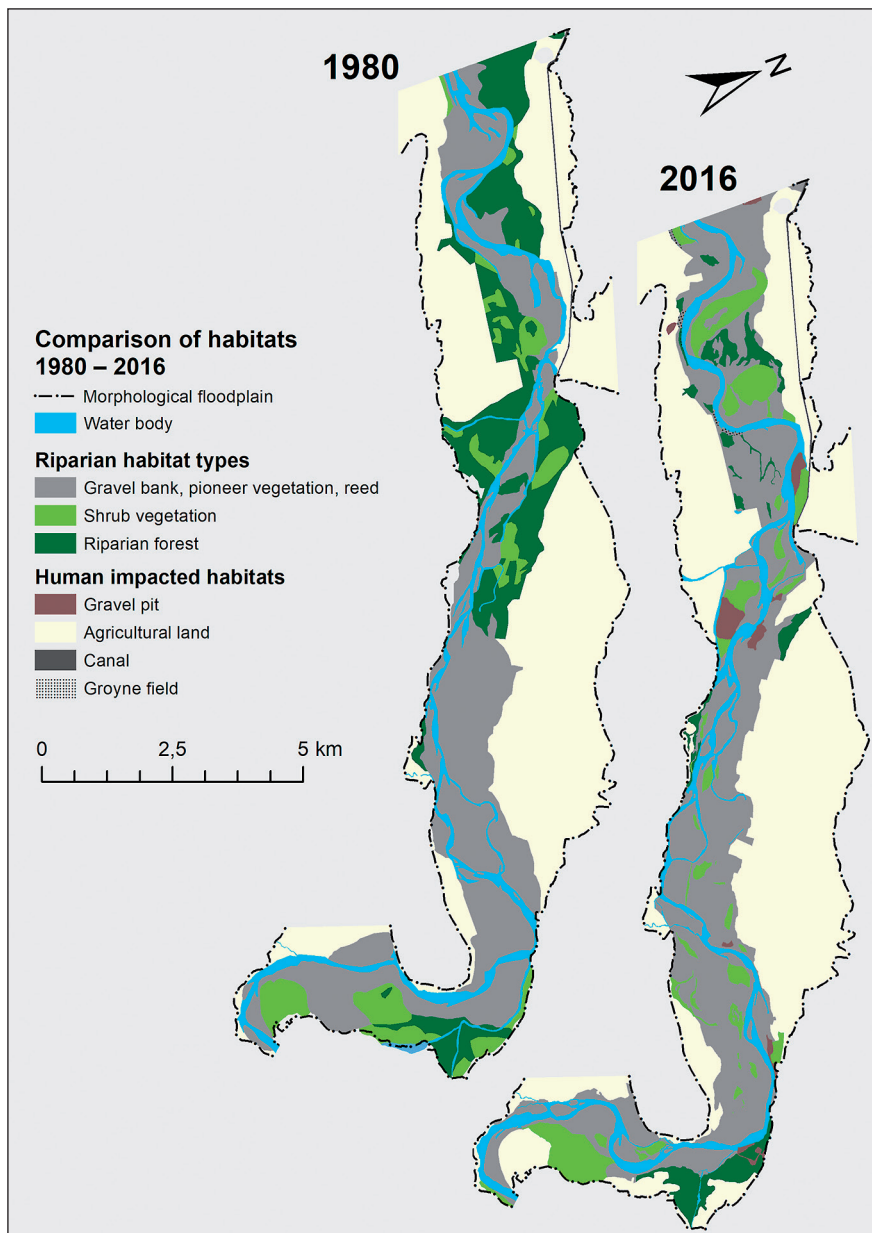 1980
N
2016
Comparison of habitats
1980 – 2016
Morphological floodplain
Water body
Riparian habitat types
Gravel bank, pioneer vegetation, reed
Shrub vegetation
Riparian forest
Human impacted habitats
Gravel pit
Agricultural land
Canal
Groyne field
0 2,5 5 km